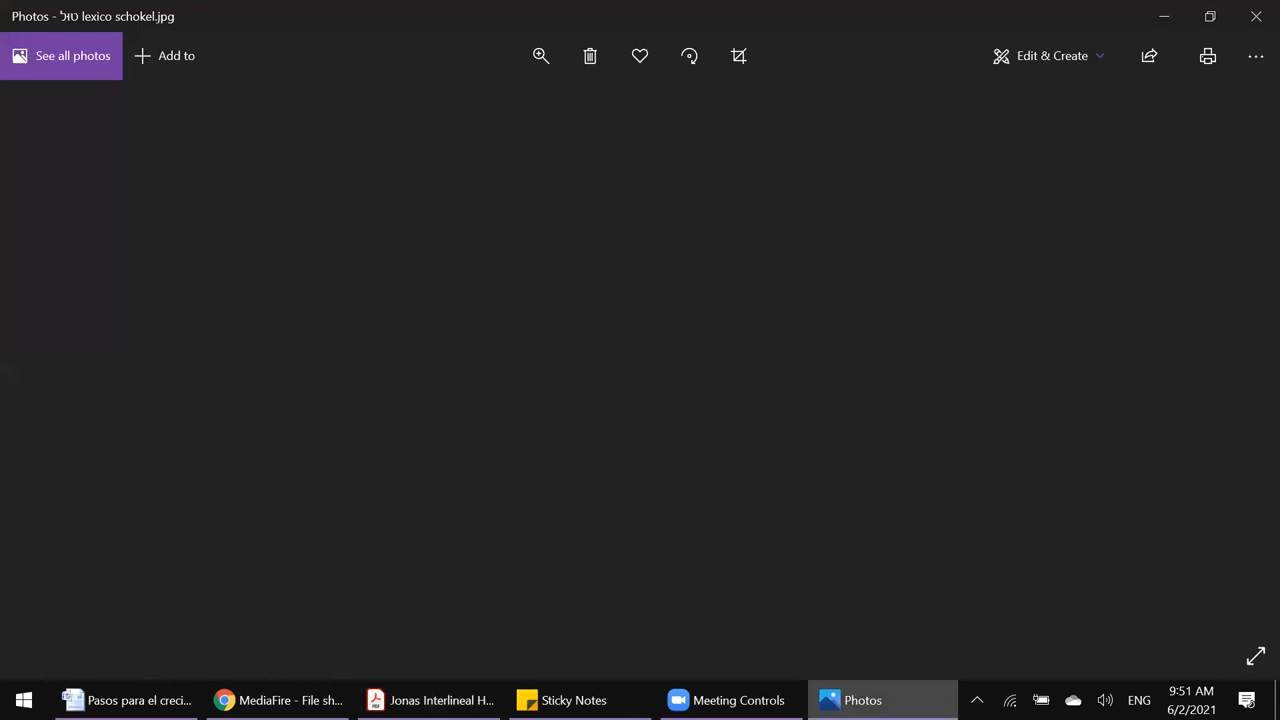 Photos - טול lexico schokel.jpg
See all photos
Add to
Edit & Create
Pasos para el creci...
MediaFire - File sh...
Jonas Interlineal H...
Sticky Notes
Meeting Controls
Photos
ENG
9:51 AM
6/2/2021